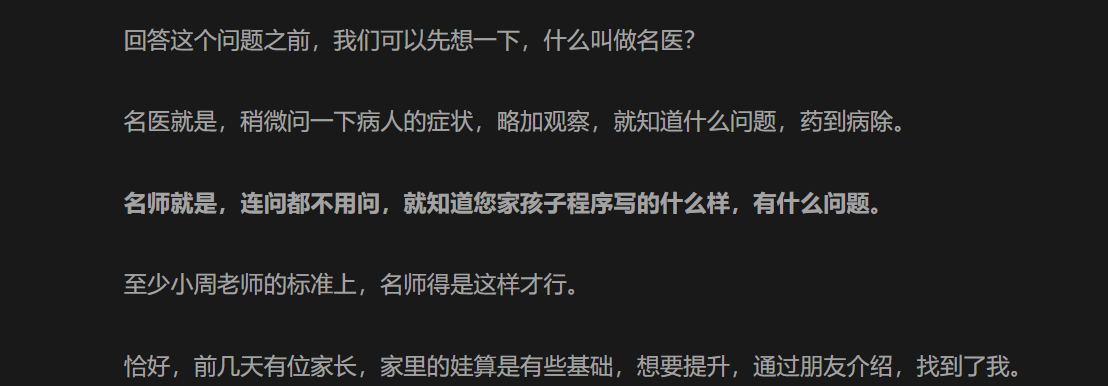 回答这个问题之前，我们可以先想一下，什么叫做名医？
名医就是，稍微问一下病人的症状，略加观察，就知道什么问题，药到病除。
名师就是，连问都不用问，就知道您家孩子程序写的什么样，有什么问题。
至少小周老师的标准上，名师得是这样才行。
恰好，前几天有位家长，家里的娃算是有些基础，想要提升，通过朋友介绍，找到了我。